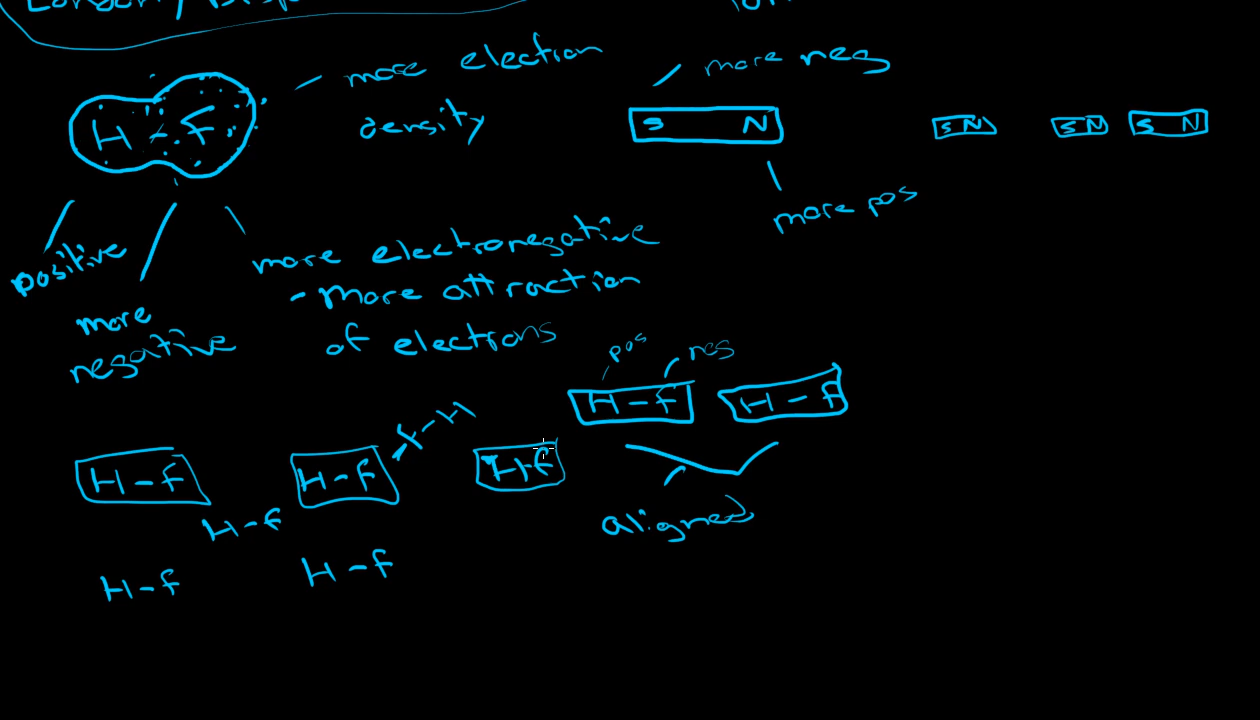 more election
density
H - F
more neg
S N
S N
S N
S N
more pos
positive
more
negative
more electronegative
- more attraction
of electrons
pos
neg
H - F
H - F
aligned
H - F
H - F
F - H
H - F
H - F
H - F
H - F